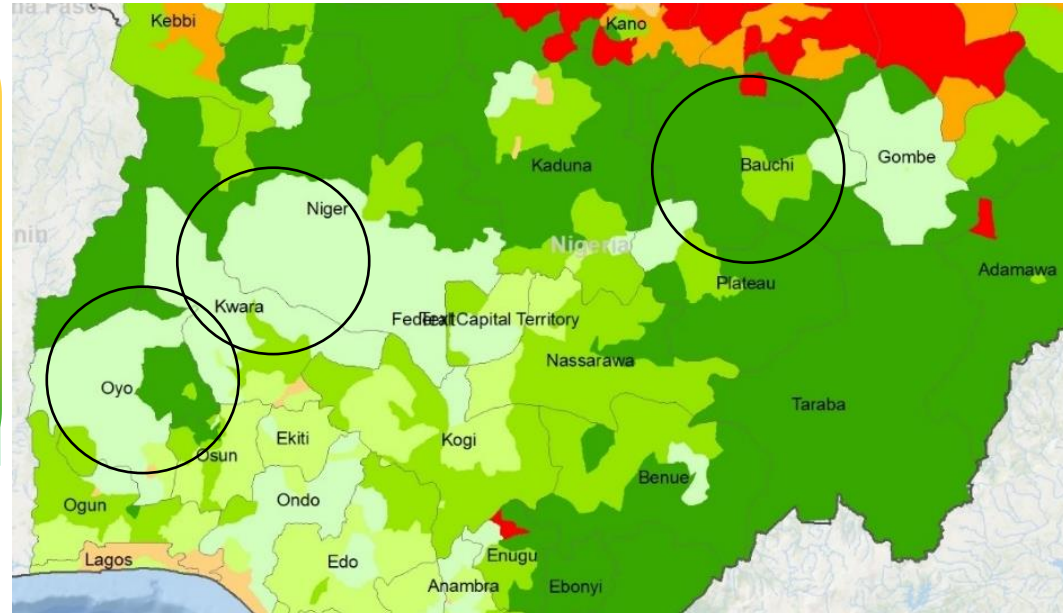 Kebbi
Kano
Kaduna
Bauchi
Gombe
Niger
Nigeria
Adamawa
Plateau
Kwara
Federal Capital Territory
Text
Nassarawa
Oyo
Taraba
Kogi
Ekiti
Osun
Benue
Ondo
Ogun
Lagos
Edo
Enugu
Anambra
Ebonyi